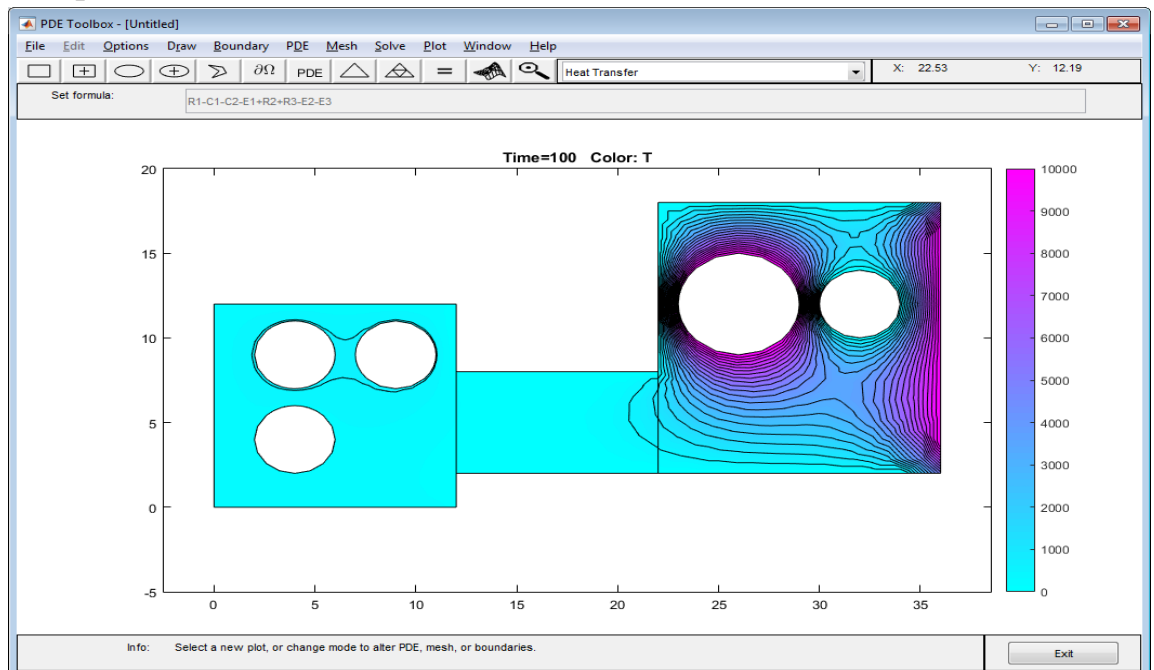 PDE Toolbox - [Untitled]
File Edit Options Draw Boundary PDE Mesh Solve Plot Window Help
∂Ω PDE = Heat Transfer X: 22.53 Y: 12.19
Set formula: R1-C1-C2-E1+R2+R3-E2-E3
Time=100 Color: T
20
15
10
5
0
-5
0 5 10 15 20 25 30 35
10000
9000
8000
7000
6000
5000
4000
3000
2000
1000
0
Info: Select a new plot, or change mode to alter PDE, mesh, or boundaries.
Exit